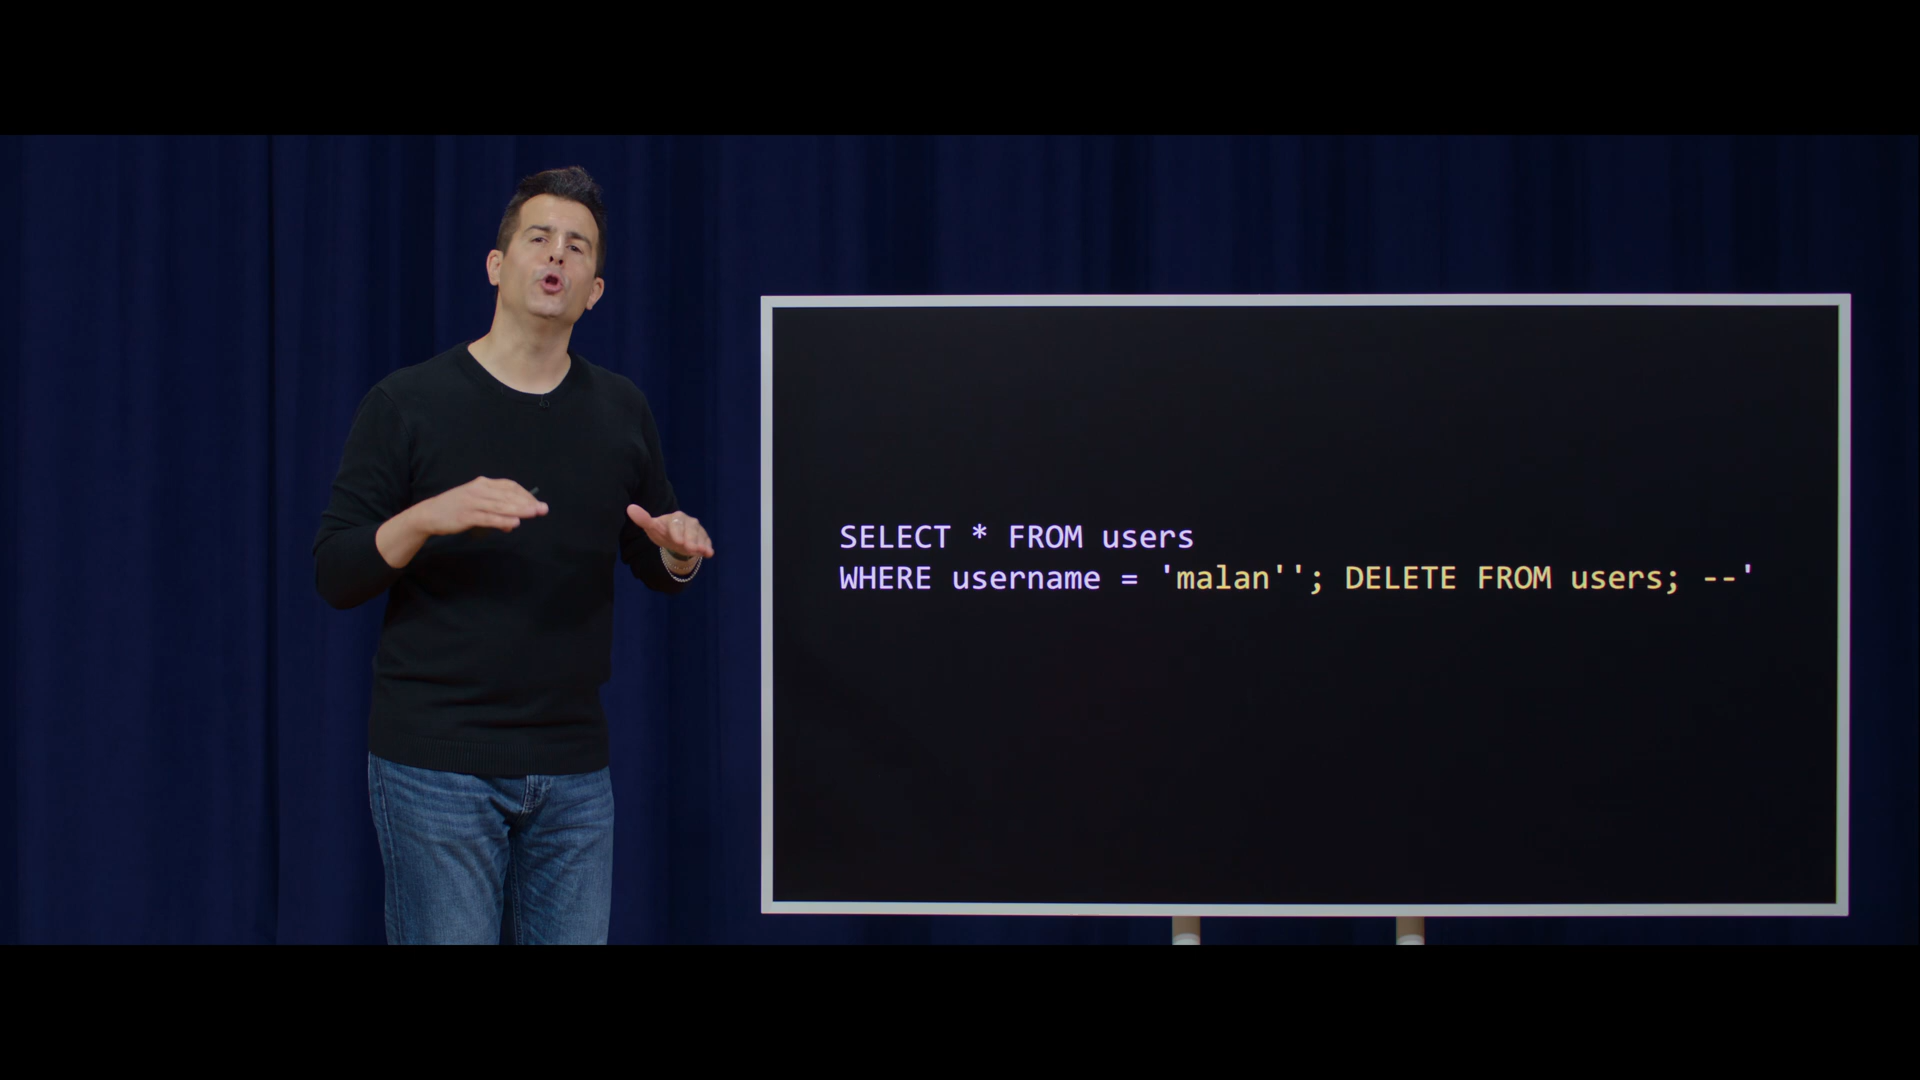 SELECT * FROM users
WHERE username = 'malan''; DELETE FROM users; --'